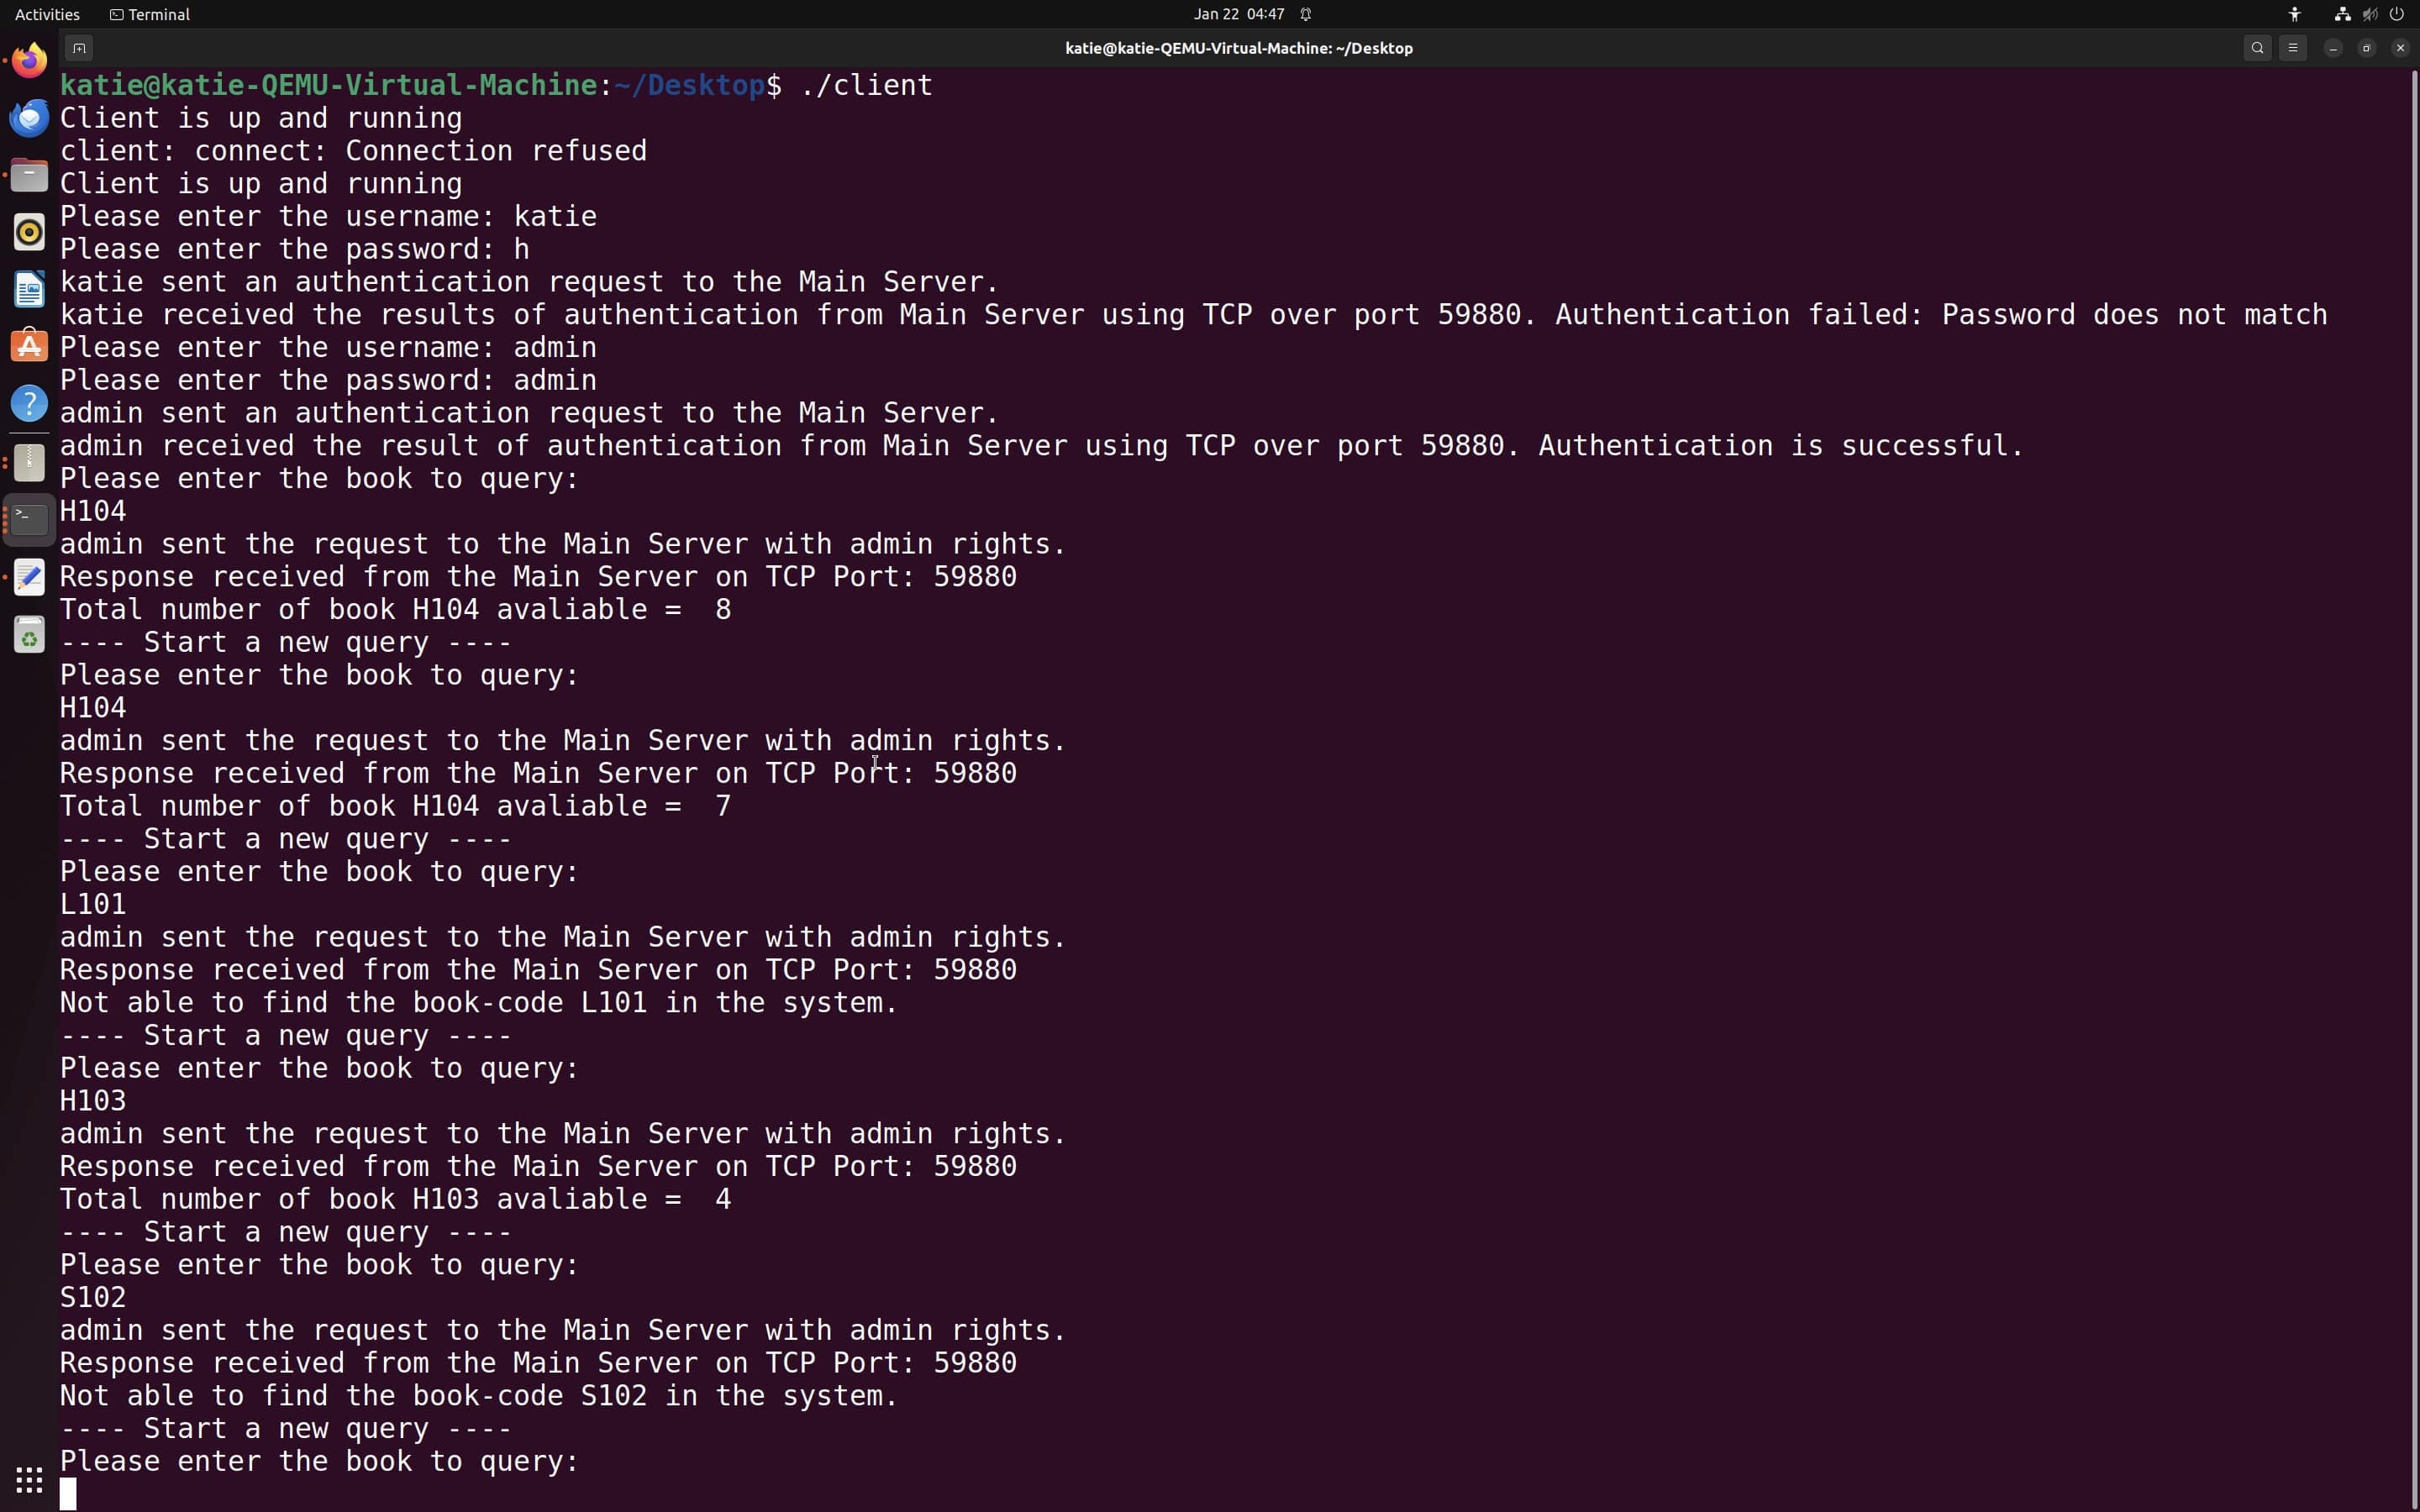 Activities Terminal Jan 22 04:47
katie@katie-QEMU-Virtual-Machine: ~/Desktop
katie@katie-QEMU-Virtual-Machine:~/Desktop$ ./client
Client is up and running
client: connect: Connection refused
Client is up and running
Please enter the username: katie
Please enter the password: h
katie sent an authentication request to the Main Server.
katie received the results of authentication from Main Server using TCP over port 59880. Authentication failed: Password does not match
Please enter the username: admin
Please enter the password: admin
admin sent an authentication request to the Main Server.
admin received the result of authentication from Main Server using TCP over port 59880. Authentication is successful.
Please enter the book to query:
H104
admin sent the request to the Main Server with admin rights.
Response received from the Main Server on TCP Port: 59880
Total number of book H104 avaliable =  8
---- Start a new query ----
Please enter the book to query:
H104
admin sent the request to the Main Server with admin rights.
Response received from the Main Server on TCP Port: 59880
Total number of book H104 avaliable =  7
---- Start a new query ----
Please enter the book to query:
L101
admin sent the request to the Main Server with admin rights.
Response received from the Main Server on TCP Port: 59880
Not able to find the book-code L101 in the system.
---- Start a new query ----
Please enter the book to query:
H103
admin sent the request to the Main Server with admin rights.
Response received from the Main Server on TCP Port: 59880
Total number of book H103 avaliable =  4
---- Start a new query ----
Please enter the book to query:
S102
admin sent the request to the Main Server with admin rights.
Response received from the Main Server on TCP Port: 59880
Not able to find the book-code S102 in the system.
---- Start a new query ----
Please enter the book to query: